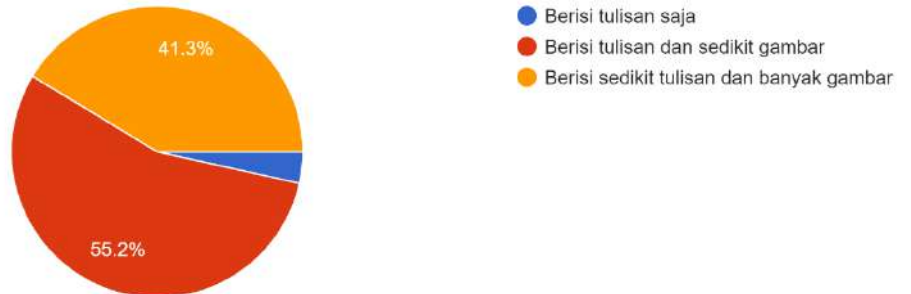 41.3%
55.2%
Berisi tulisan saja
Berisi tulisan dan sedikit gambar
Berisi sedikit tulisan dan banyak gambar